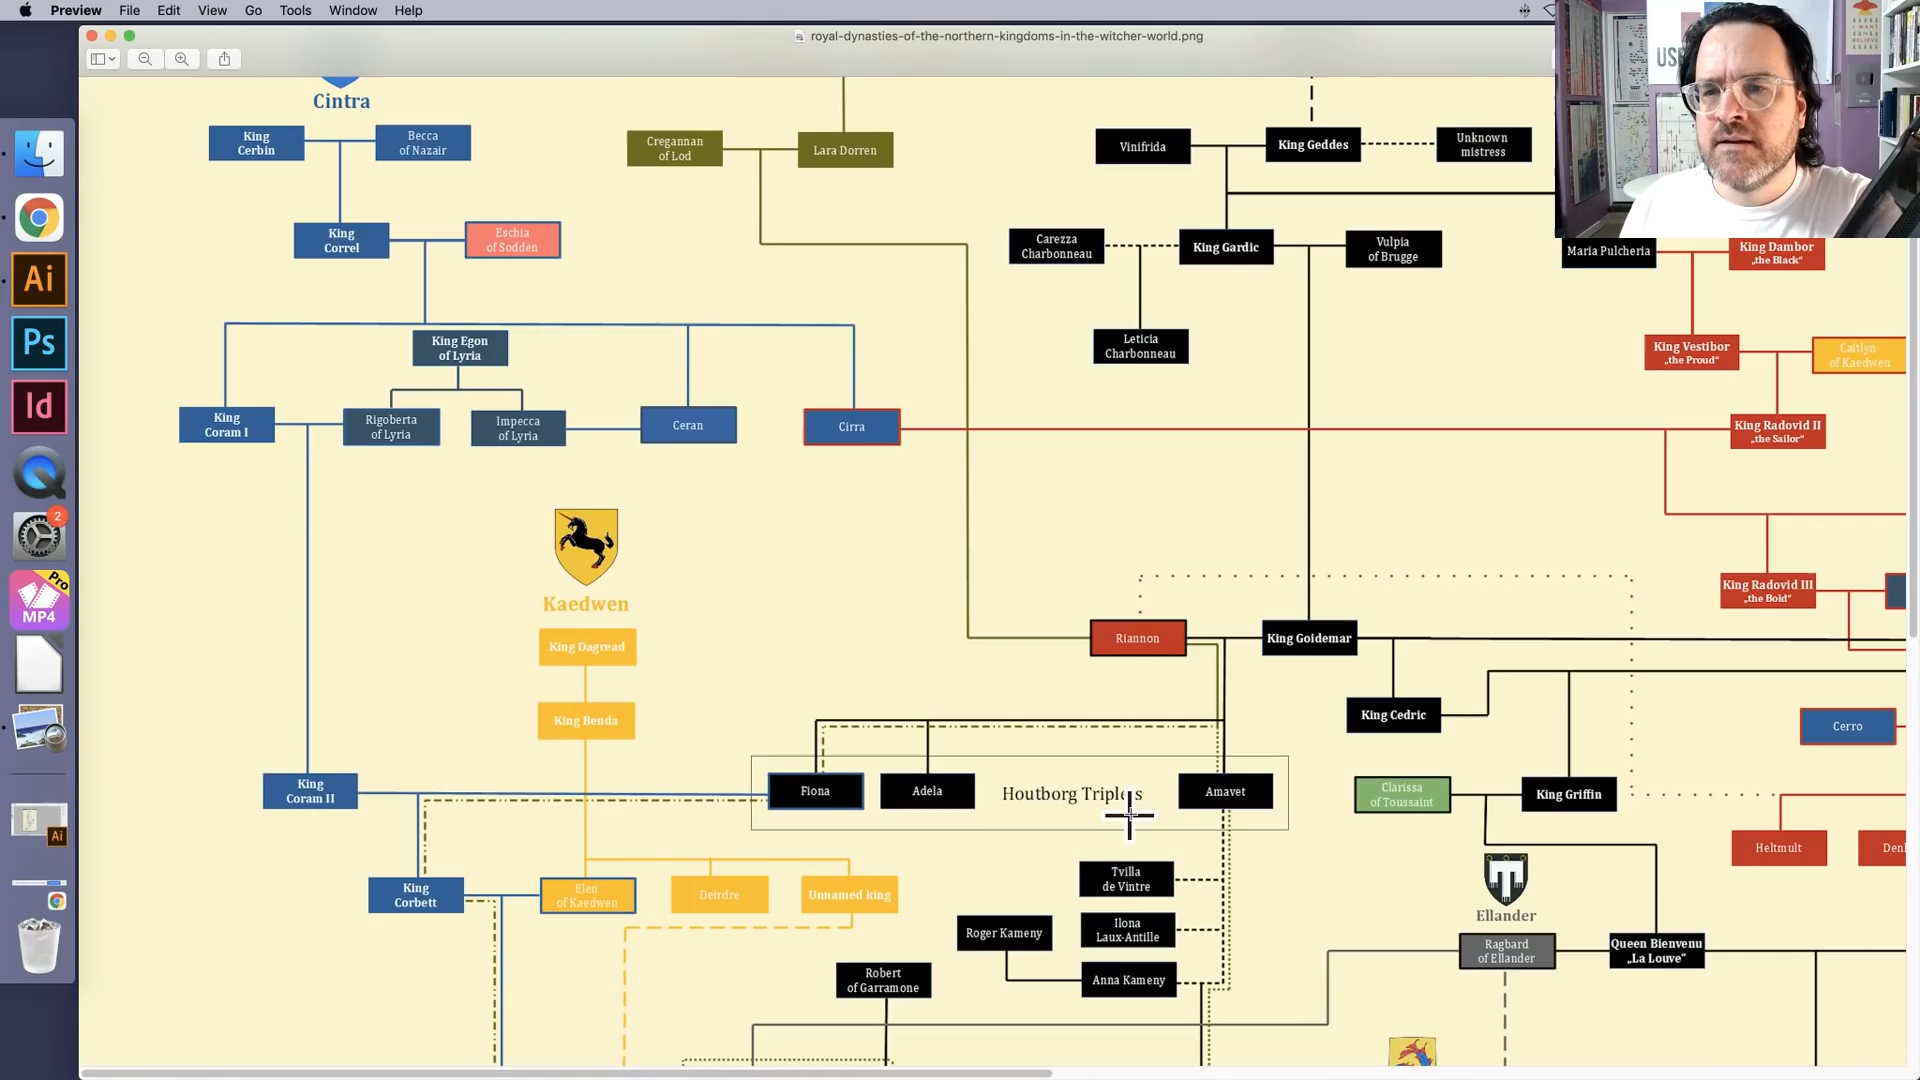 Preview File Edit View Go Tools Window Help
royal-dynasties-of-the-northern-kingdoms-in-the-witcher-world.png
Cintra
King
Cerbin
Becca
of Nazair
Cregannan
of Lod
Lara Dorren
Vinifrida
King Geddes
Unknown
mistress
King
Correl
Eschia
of Sodden
Carezza
Charbonneau
King Gardic
Vulpia
of Brugge
Maria Pulcheria
King Dambor
„the Black“
King Egon
of Lyria
Leticia
Charbonneau
King Vestibor
„the Proud“
Caitlyn
of Kaedwen
King
Coram I
Rigoberta
of Lyria
Impecca
of Lyria
Ceran
Cirra
King Radovid II
„the Sailor“
Kaedwen
King Radovid III
„the Bold“
King Dagread
Riannon
King Goidemar
King Benda
King Cedric
Cerro
King
Coram II
Fiona
Adela
Houtborg Triplets
Amavet
Clarissa
of Toussaint
King Griffin
Heltmult
King
Corbett
Elen
of Kaedwen
Deirdre
Unnamed king
Tvilla
de Vintre
Ellander
Roger Kameny
Ilona
Laux-Antille
Ragbard
of Ellander
Queen Bienvenu
„La Louve“
Robert
of Garramone
Anna Kameny
Ai
Ps
Id
2
Pro
MP4
Ai
I WANT
BELIEVE